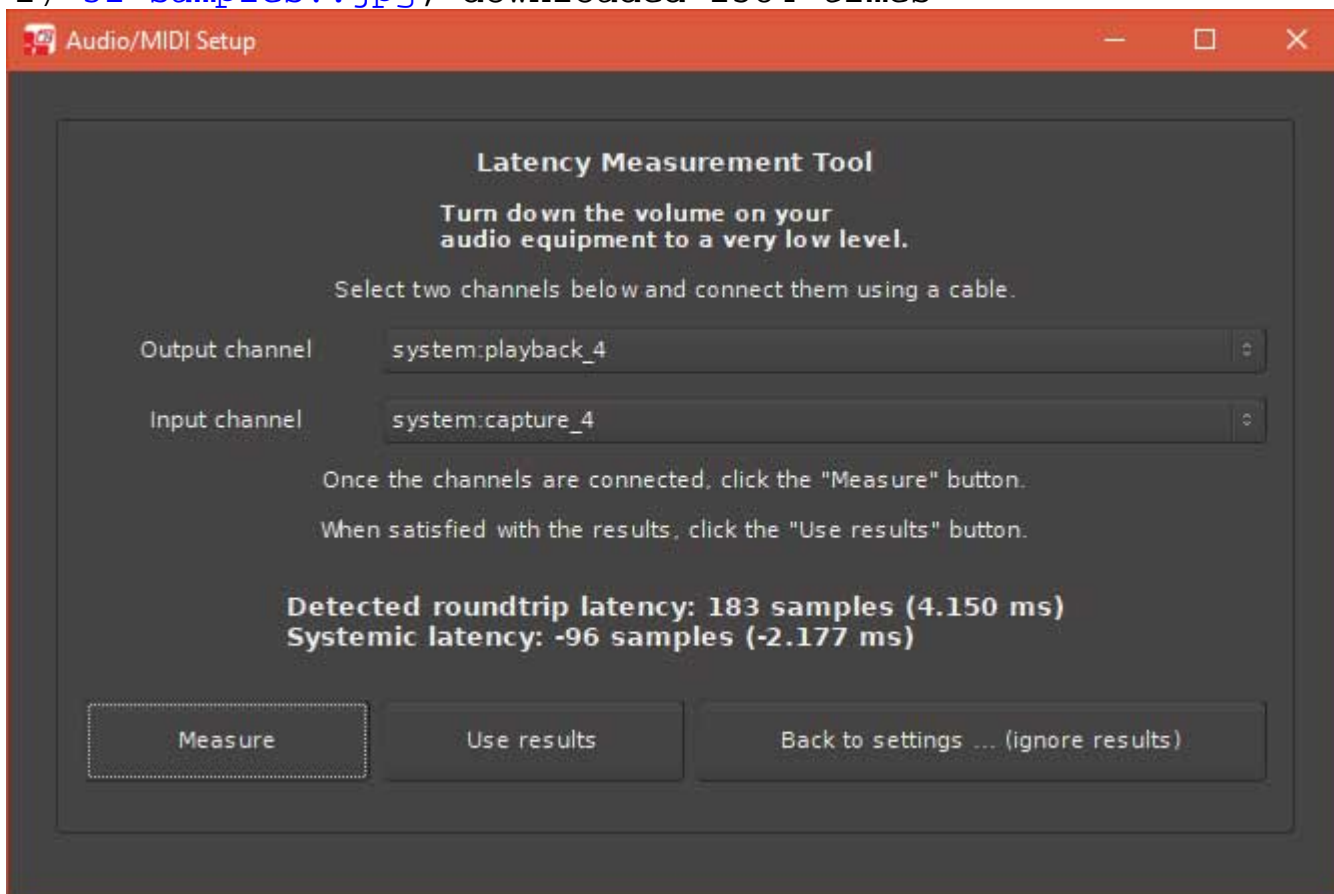 Audio/MIDI Setup
Latency Measurement Tool
Turn down the volume on your
audio equipment to a very low level.
Select two channels below and connect them using a cable.
Output channel system:playback_4
Input channel system:capture_4
Once the channels are connected, click the "Measure" button.
When satisfied with the results, click the "Use results" button.
Detected roundtrip latency: 183 samples (4.150 ms)
Systemic latency: -96 samples (-2.177 ms)
Measure Use results Back to settings ... (ignore results)